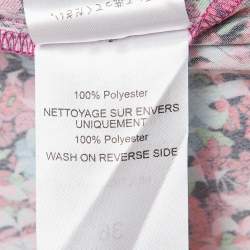 100% Polyester
NETTOYAGE SUR ENVERS
UNIQUEMENT
100% Polyester
WASH ON REVERSE SIDE